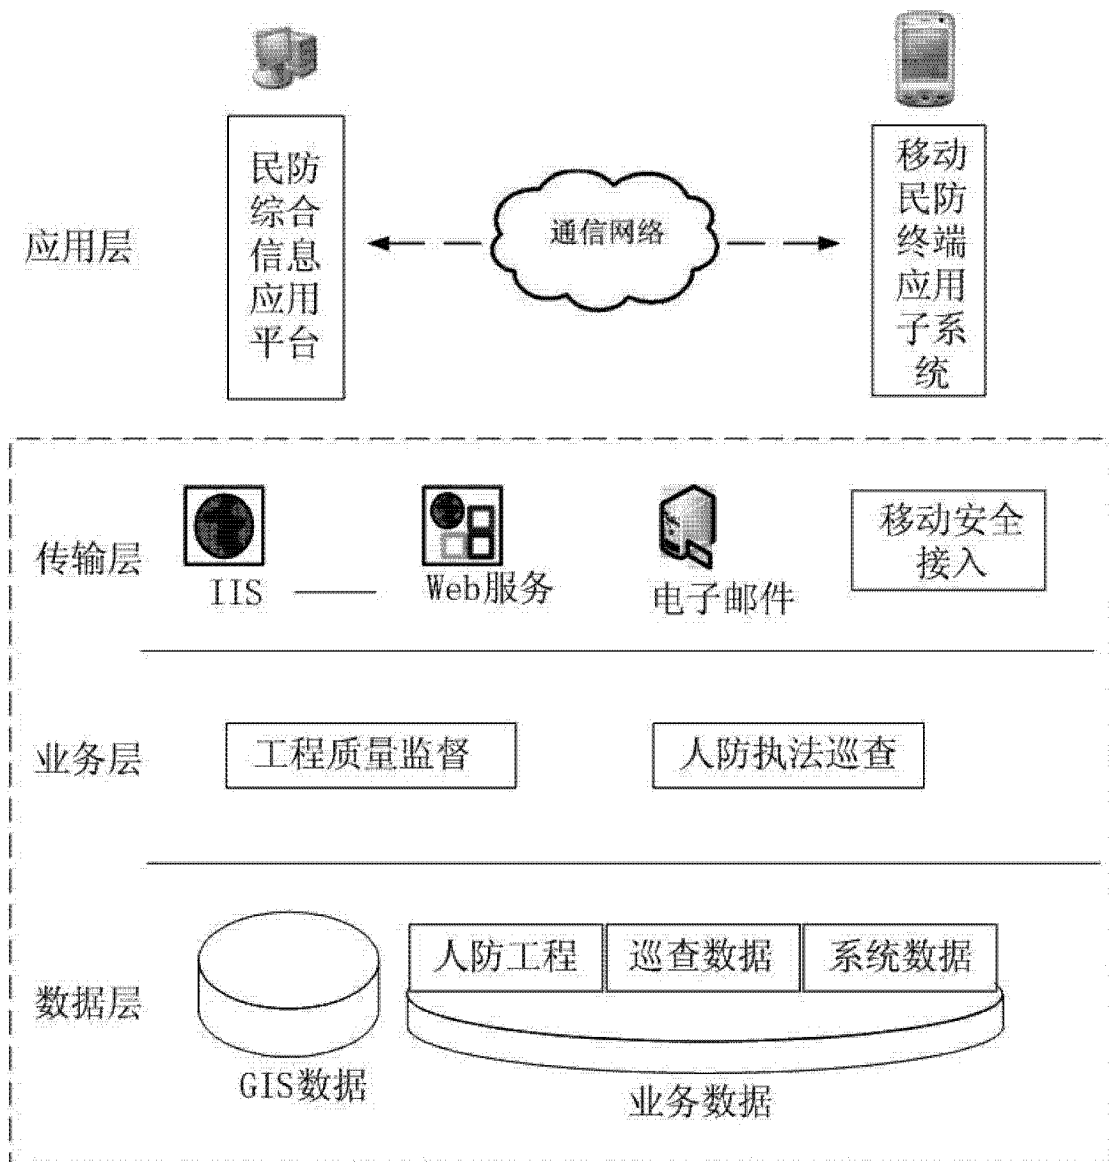 民防
综合
信息
应用
平台
移动
民防
终端
应用
子系
统
通信网络
应用层
传输层
IIS
Web服务
电子邮件
移动安全
接入
业务层
工程质量监督
人防执法巡查
数据层
人防工程
巡查数据
系统数据
GIS数据
业务数据